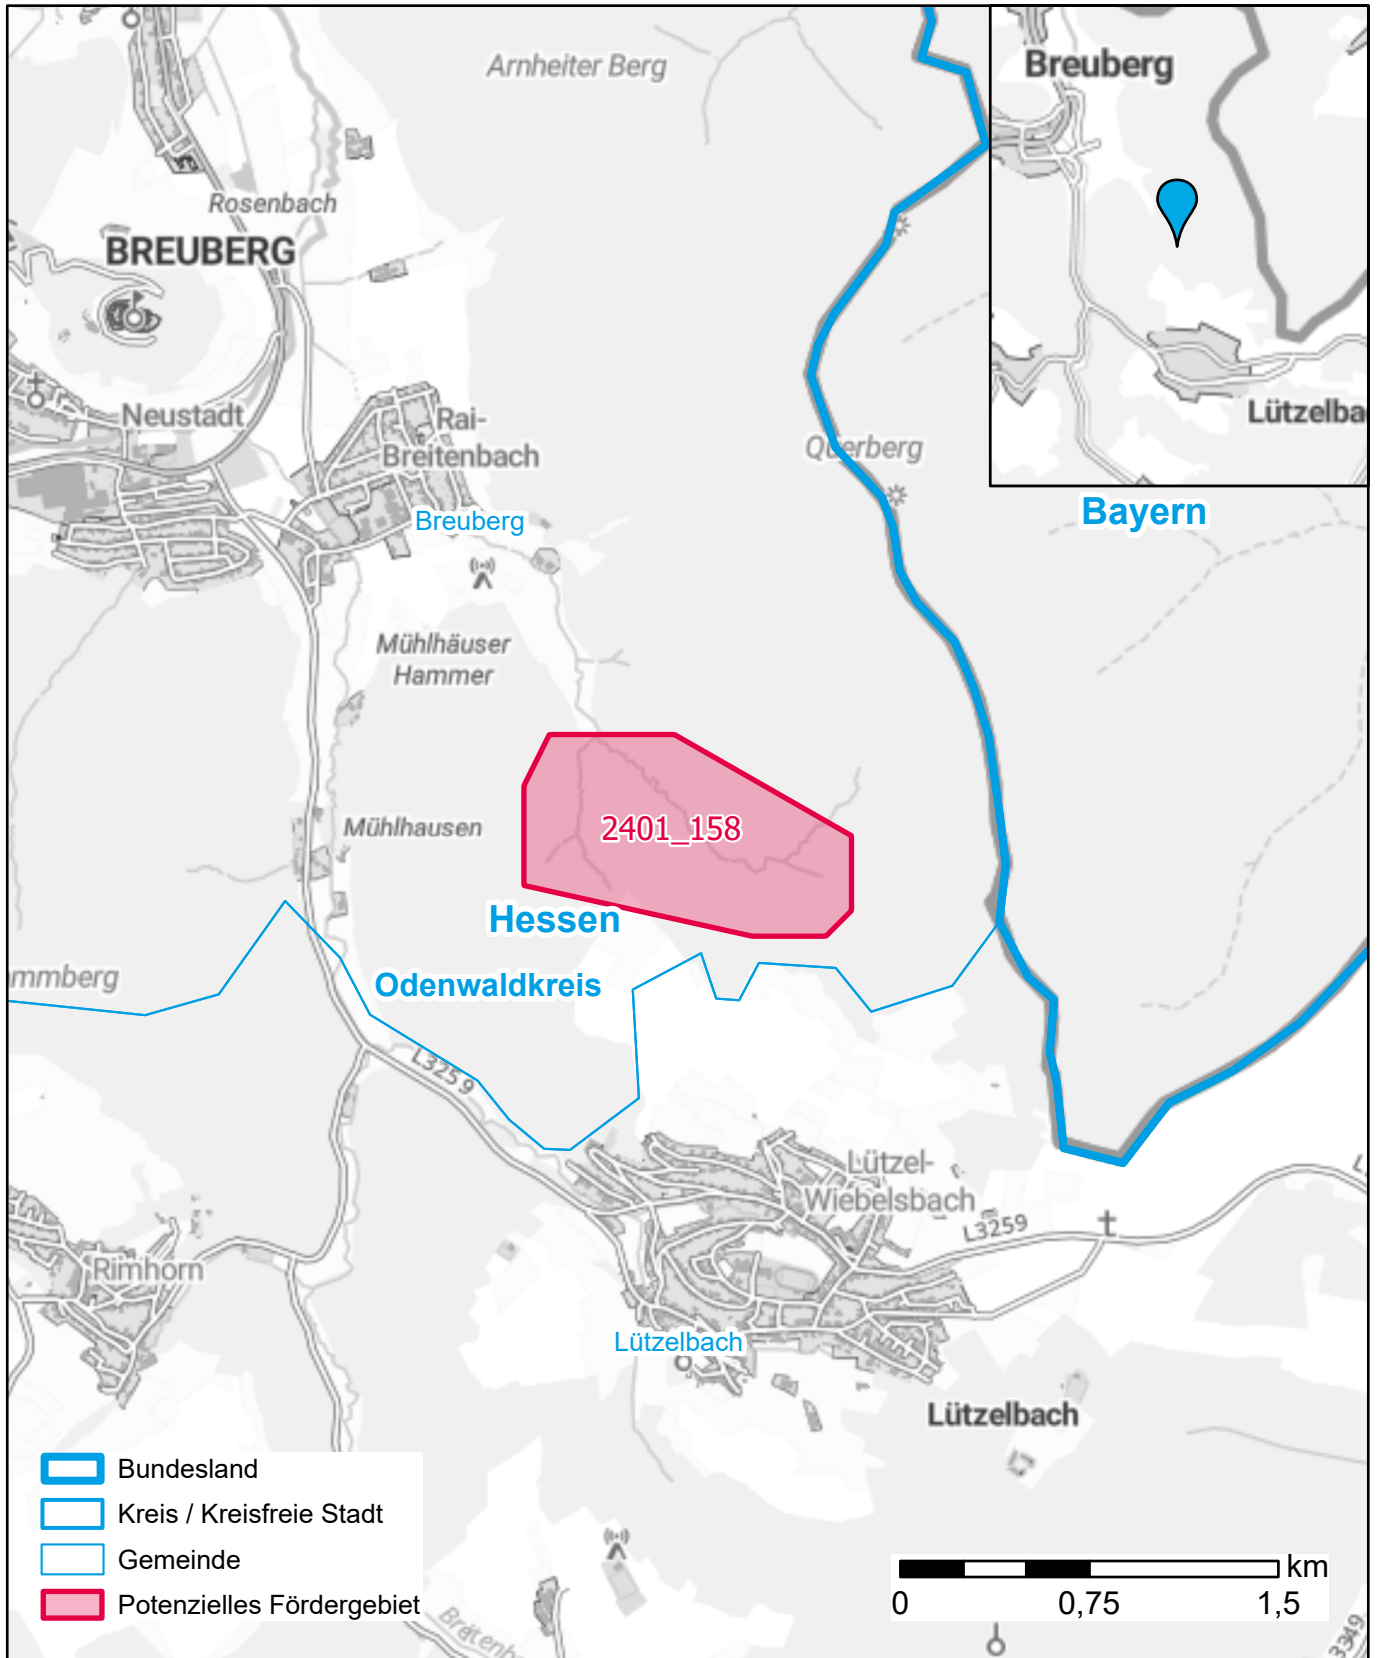 Arnheiter Berg
Breuberg
Rosenbach
BREUBERG
Neustadt
Rai-
Breitenbach
Breuberg
Querberg
Lützelba
Bayern
Mühlhäuser
Hammer
Mühlhausen
2401_158
Hessen
Odenwaldkreis
mmberg
L3259
Lützel-
Wiebelsbach
L3259
Rimhorn
Lützelbach
Lützelbach
Bundesland
Kreis / Kreisfreie Stadt
Gemeinde
Potenzielles Fördergebiet
km
0
0,75
1,5
3349